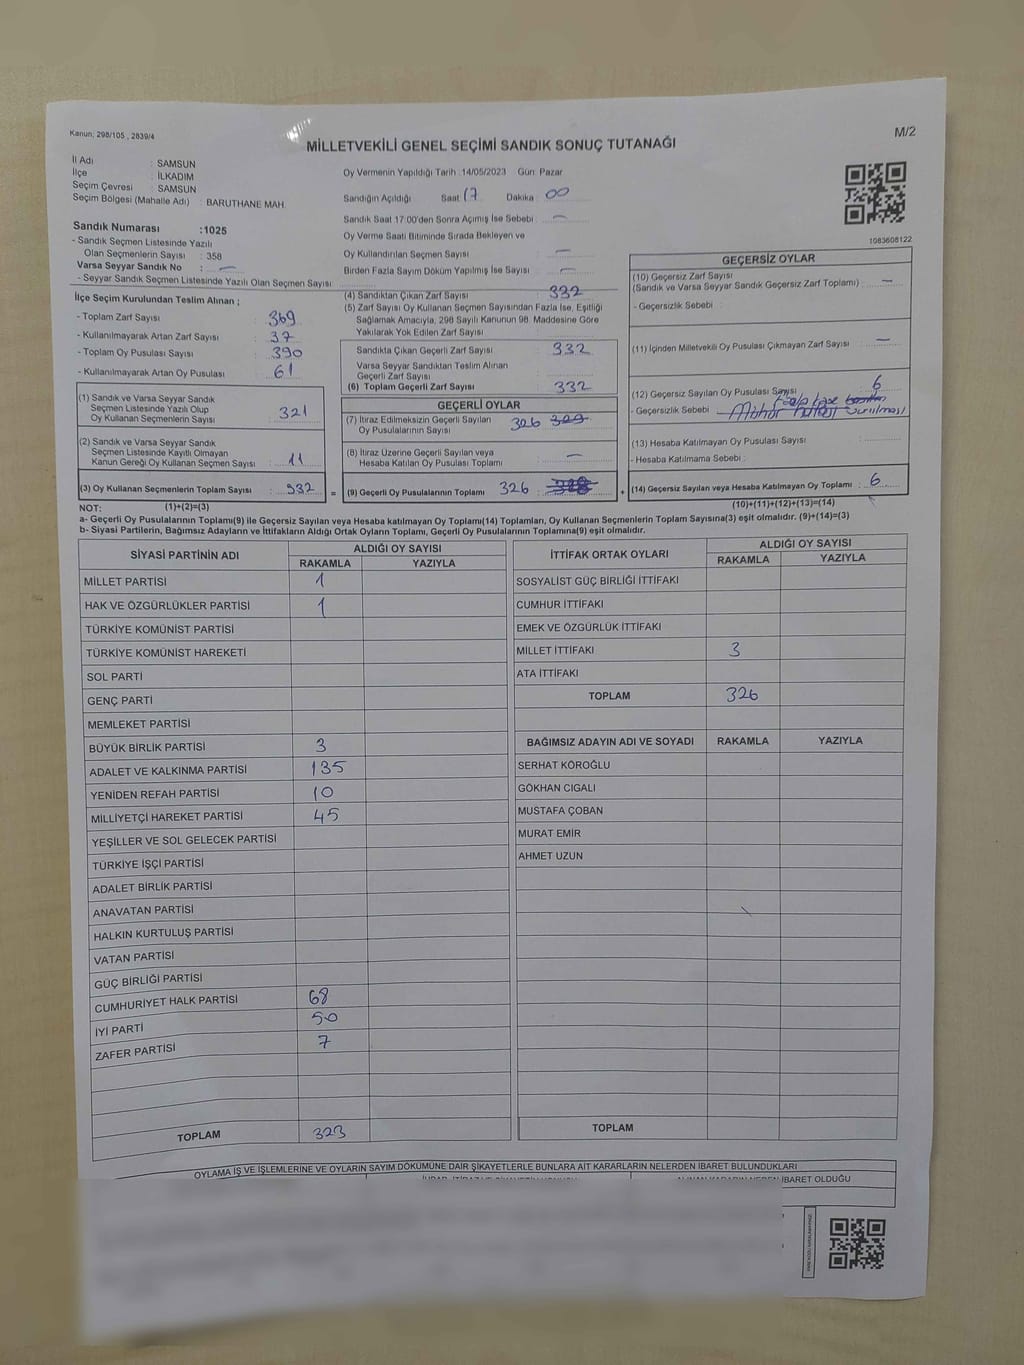 Kanun; 298/105 , 2839/4
M/2
MİLLETVEKİLİ GENEL SEÇİMİ SANDIK SONUÇ TUTANAĞI
İl Adı : SAMSUN
İlçe : İLKADIM
Seçim Çevresi : SAMSUN
Seçim Bölgesi (Mahalle Adı) : BARUTHANE MAH.
Sandık Numarası :1025
- Sandık Seçmen Listesinde Yazılı
Olan Seçmenlerin Sayısı : 358
Varsa Seyyar Sandık No : —
- Seyyar Sandık Seçmen Listesinde Yazılı Olan Seçmen Sayısı :
Oy Vermenin Yapıldığı Tarih : 14/05/2023 Gün: Pazar
Sandığın Açıldığı Saat 17 Dakika : 00
Sandık Saat 17:00'den Sonra Açımış İse Sebebi : —
Oy Verme Saati Bitiminde Sırada Bekleyen ve
Oy Kullandırılan Seçmen Sayısı : —
Birden Fazla Sayım Döküm Yapılmış İse Sayısı : —
1083608122
İlçe Seçim Kurulundan Teslim Alınan ;
- Toplam Zarf Sayısı : 369
- Kullanılmayarak Artan Zarf Sayısı : 37
- Toplam Oy Pusulası Sayısı : 390
- Kullanılmayarak Artan Oy Pusulası : 61
(1) Sandık ve Varsa Seyyar Sandık
Seçmen Listesinde Yazılı Olup
Oy Kullanan Seçmenlerin Sayısı : 321
(2) Sandık ve Varsa Seyyar Sandık
Seçmen Listesinde Kayıtlı Olmayan
Kanun Gereği Oy Kullanan Seçmen Sayısı : 11
(3) Oy Kullanan Seçmenlerin Toplam Sayısı : 332 =
(4) Sandıktan Çıkan Zarf Sayısı : 332
(5) Zarf Sayısı Oy Kullanan Seçmen Sayısından Fazla İse, Eşitliği
Sağlamak Amacıyla, 298 Sayılı Kanunun 98. Maddesine Göre
Yakılarak Yok Edilen Zarf Sayısı :
Sandıkta Çıkan Geçerli Zarf Sayısı : 332
Varsa Seyyar Sandıktan Teslim Alınan
Geçerli Zarf Sayısı :
(6) Toplam Geçerli Zarf Sayısı : 332
GEÇERLİ OYLAR
(7) İtiraz Edilmeksizin Geçerli Sayılan
Oy Pusulalarının Sayısı : 326
(8) İtiraz Üzerine Geçerli Sayılan veya
Hesaba Katılan Oy Pusulası Toplamı : —
(9) Geçerli Oy Pusulalarının Toplamı : 326 +
GEÇERSİZ OYLAR
(10) Geçersiz Zarf Sayısı
(Sandık ve Varsa Seyyar Sandık Geçersiz Zarf Toplamı) : —
- Geçersizlik Sebebi :
(11) İçinden Milletvekili Oy Pusulası Çıkmayan Zarf Sayısı : —
(12) Geçersiz Sayılan Oy Pusulası Sayısı : 6
- Geçersizlik Sebebi : Mühür vurulması
(13) Hesaba Katılmayan Oy Pusulası Sayısı :
- Hesaba Katılmama Sebebi :
(14) Geçersiz Sayılan veya Hesaba Katılmayan Oy Toplamı : 6
NOT: (1)+(2)=(3)
(10)+(11)+(12)+(13)=(14)
a- Geçerli Oy Pusulalarının Toplamı(9) ile Geçersiz Sayılan veya Hesaba katılmayan Oy Toplamı(14) Toplamları, Oy Kullanan Seçmenlerin Toplam Sayısına(3) eşit olmalıdır. (9)+(14)=(3)
b- Siyasi Partilerin, Bağımsız Adayların ve İttifakların Aldığı Ortak Oyların Toplamı, Geçerli Oy Pusulalarının Toplamına(9) eşit olmalıdır.
SİYASİ PARTİNİN ADI ALDIĞI OY SAYISI
RAKAMLA YAZIYLA
MİLLET PARTİSİ 1
HAK VE ÖZGÜRLÜKLER PARTİSİ 1
TÜRKİYE KOMÜNİST PARTİSİ
TÜRKİYE KOMÜNİST HAREKETİ
SOL PARTİ
GENÇ PARTİ
MEMLEKET PARTİSİ
BÜYÜK BİRLİK PARTİSİ 3
ADALET VE KALKINMA PARTİSİ 135
YENİDEN REFAH PARTİSİ 10
MİLLİYETÇİ HAREKET PARTİSİ 45
YEŞİLLER VE SOL GELECEK PARTİSİ
TÜRKİYE İŞÇİ PARTİSİ
ADALET BİRLİK PARTİSİ
ANAVATAN PARTİSİ
HALKIN KURTULUŞ PARTİSİ
VATAN PARTİSİ
GÜÇ BİRLİĞİ PARTİSİ
CUMHURİYET HALK PARTİSİ 68
İYİ PARTİ 50
ZAFER PARTİSİ 7
TOPLAM 323
İTTİFAK ORTAK OYLARI ALDIĞI OY SAYISI
RAKAMLA YAZIYLA
SOSYALİST GÜÇ BİRLİĞİ İTTİFAKI
CUMHUR İTTİFAKI
EMEK VE ÖZGÜRLÜK İTTİFAKI
MİLLET İTTİFAKI 3
ATA İTTİFAKI
TOPLAM 326
BAĞIMSIZ ADAYIN ADI VE SOYADI RAKAMLA YAZIYLA
SERHAT KÖROĞLU
GÖKHAN CIGALI
MUSTAFA ÇOBAN
MURAT EMİR
AHMET UZUN
TOPLAM
OYLAMA İŞ VE İŞLEMLERİNE VE OYLARIN SAYIM DÖKÜMÜNE DAİR ŞİKAYETLERLE BUNLARA AİT KARARLARIN NELERDEN İBARET BULUNDUKLARI
İBARET OLDUĞU